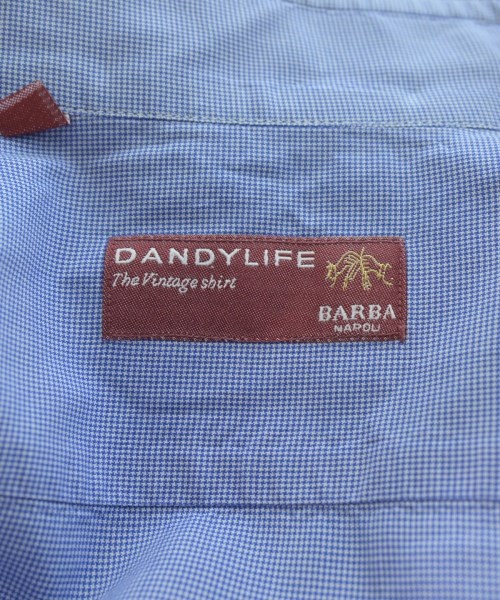 DANDYLIFE
The Vintage shirt
BARBA
NAPOLI